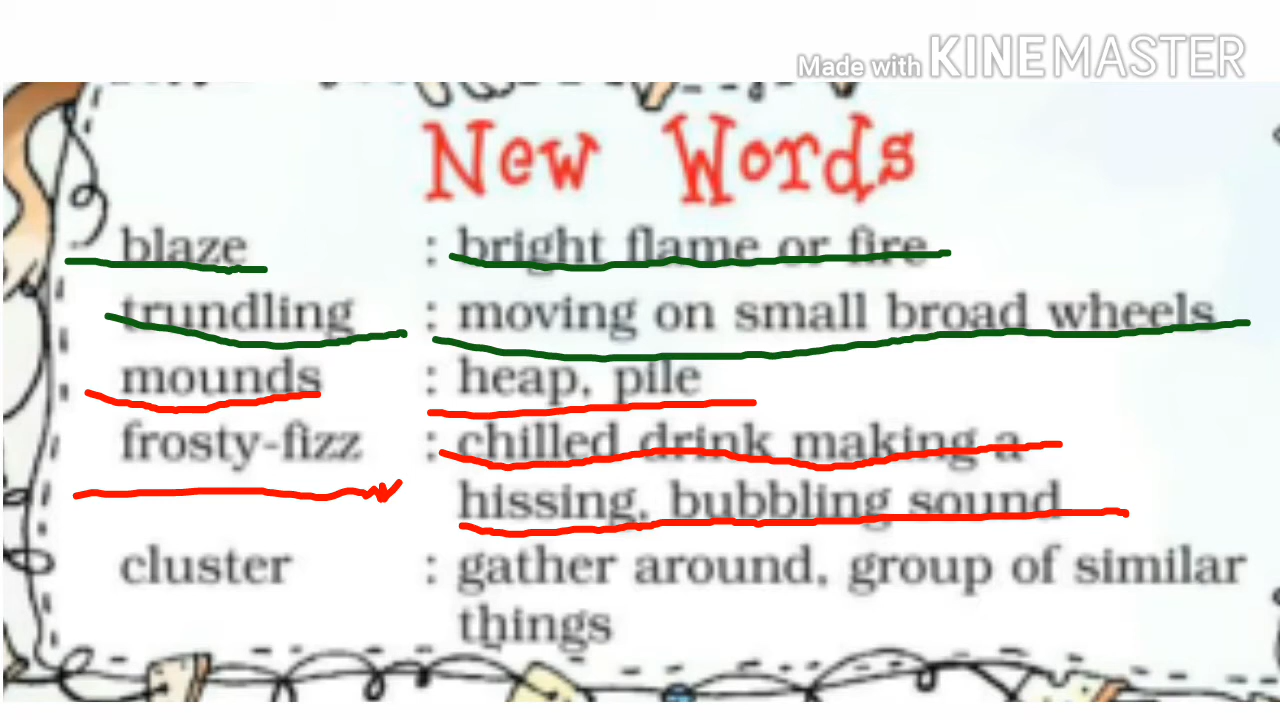 Made with KINEMASTER
New Words
blaze : bright flame or fire
trundling : moving on small broad wheels
mounds : heap, pile
frosty-fizz : chilled drink making a
hissing, bubbling sound
cluster : gather around, group of similar
things